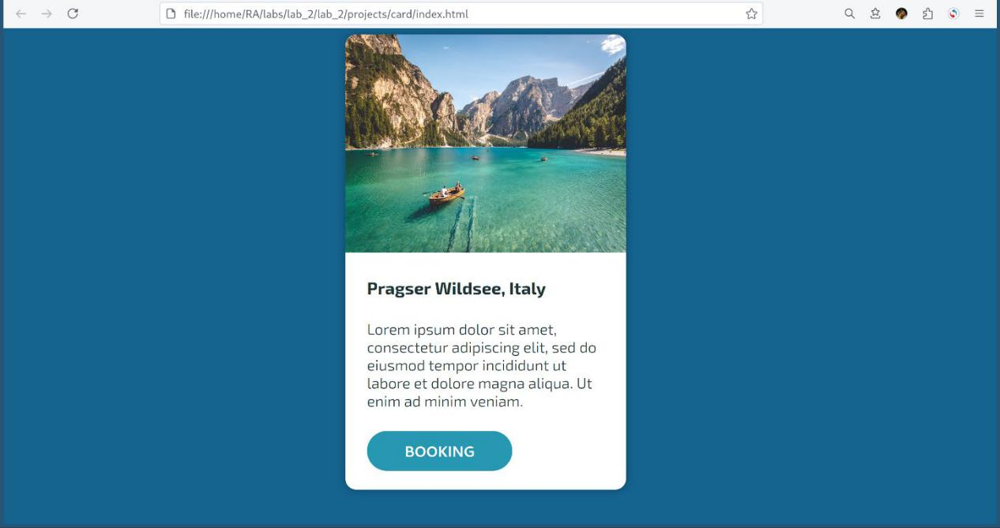 file:///home/RA/labs/lab_2/lab_2/projects/card/index.html
Pragser Wildsee, Italy
Lorem ipsum dolor sit amet,
consectetur adipiscing elit, sed do
eiusmod tempor incididunt ut
labore et dolore magna aliqua. Ut
enim ad minim veniam.
BOOKING